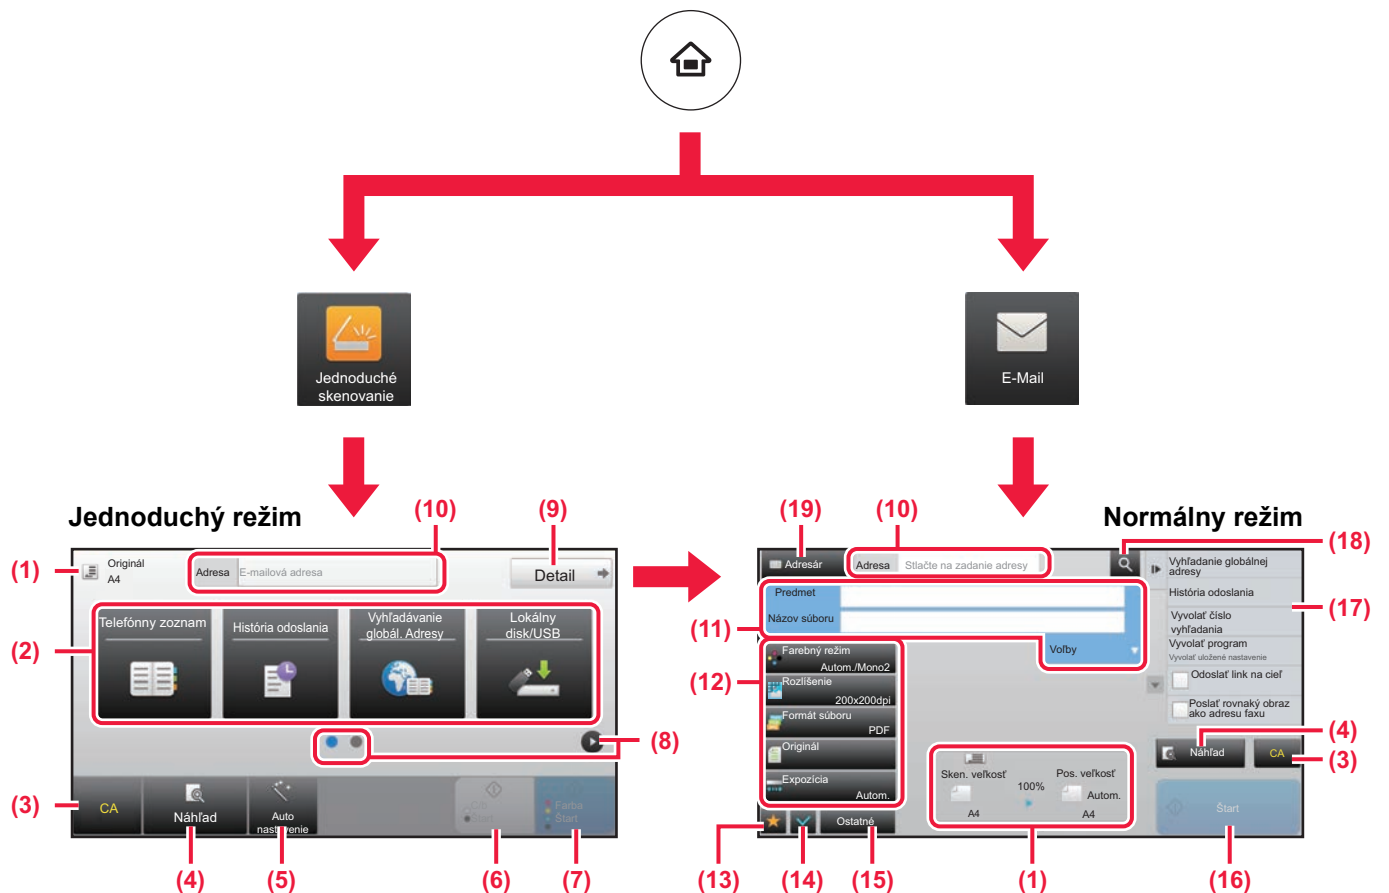 Jednoduché
skenovanie
E-Mail
Jednoduchý režim
(10)
(9)
(19)
(10)
Normálny režim
(18)
(1)
Originál
A4
Adresa
E-mailová adresa
Detail
Adresár
Adresa
Stlačte na zadanie adresy
Vyhľadanie globálnej
adresy
História odoslania
Vyvolať číslo
vyhľadania
Vyvolať program
Vyvolať uložené nastavenie
Odoslať link na cieľ
Poslať rovnaký obraz
ako adresu faxu
(17)
(2)
Telefónny zoznam
História odoslania
Vyhľadávanie
globál. Adresy
Lokálny
disk/USB
(11)
Predmet
Názov súboru
Voľby
(12)
Farebný režim
Autom./Mono2
Rozlíšenie
200x200dpi
Formát súboru
PDF
Originál
Expozícia
Autom.
(8)
(4)
Náhľad
CA
(3)
Sken. veľkosť
A4
100%
Pos. veľkosť
Autom.
A4
(3)
CA
Náhľad
Auto
nastavenie
Štart
Farba
Štart
Ostatné
Štart
(4)
(5)
(6)
(7)
(13)
(14)
(15)
(1)
(16)